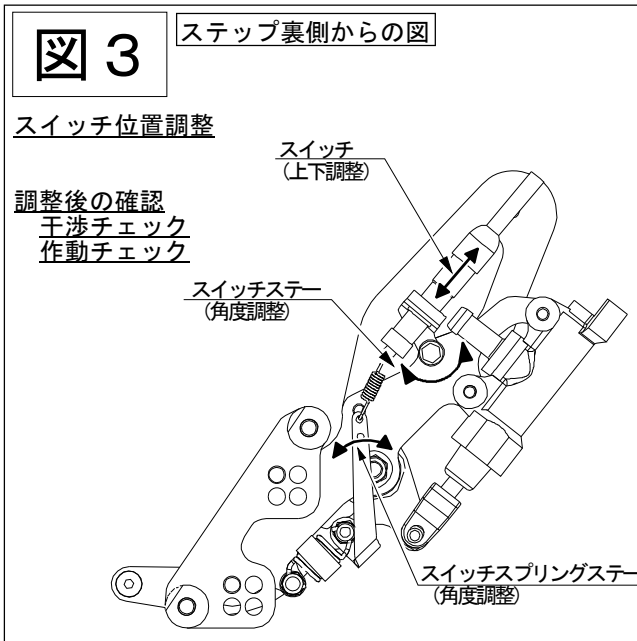 図３
ステップ裏側からの図
スイッチ位置調整
調整後の確認
干渉チェック
作動チェック
スイッチ
(上下調整)
スイッチステー
(角度調整)
スイッチスプリングステー
(角度調整)